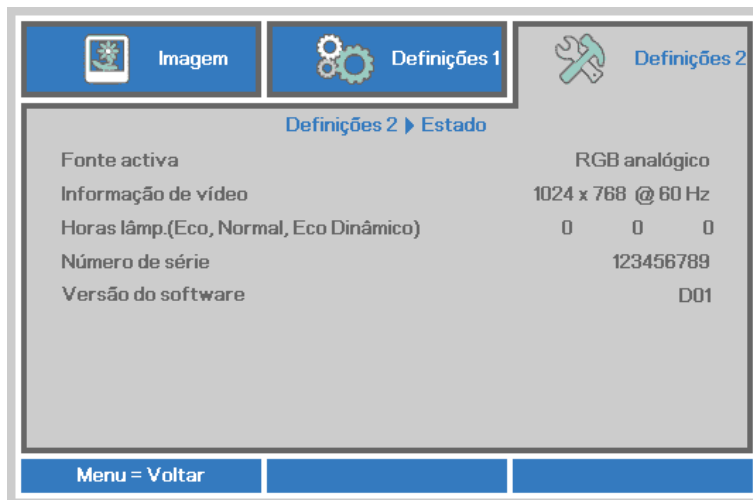 Imagem Definições 1 Definições 2
Definições 2 ▶ Estado
Fonte activa RGB analógico
Informação de vídeo 1024 x 768 @ 60 Hz
Horas lâmp.(Eco, Normal, Eco Dinâmico) 0 0 0
Número de série 123456789
Versão do software D01
Menu = Voltar